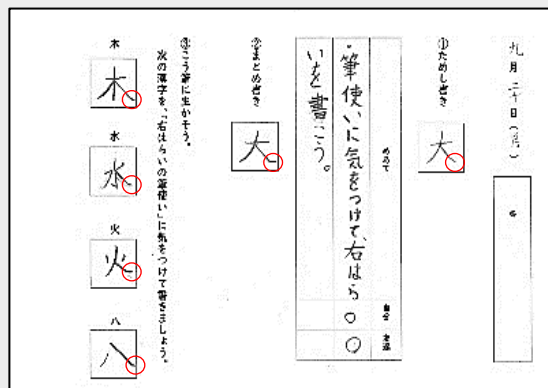 九月二十日(月)
め
①ためし書き
大
めあて
・筆使いに気をつけて、右はら
いを書こう。
自分 友達
○ ◎
②まとめ書き
大
③こう筆に生かそう。
次の漢字を、「右はらいの筆使い」に気をつけて書きましょう。
木
木
水
水
火
火
八
八